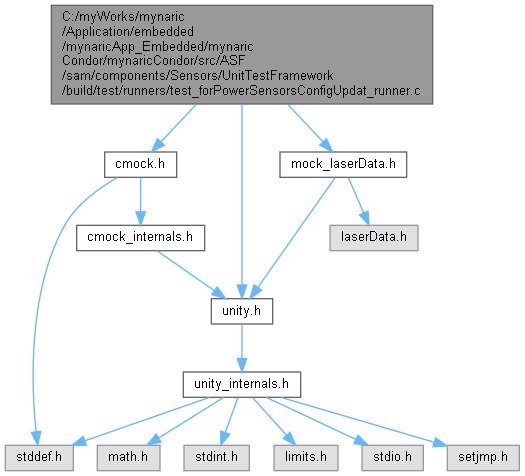 C:/myWorks/mynaric
/Application/embedded
/mynaricApp_Embedded/mynaric
Condor/mynaricCondor/src/ASF
/sam/components/Sensors/UnitTestFramework
/build/test/runners/test_forPowerSensorsConfigUpdat_runner.c
cmock.h
mock_laserData.h
cmock_internals.h
laserData.h
unity.h
unity_internals.h
stddef.h
math.h
stdint.h
limits.h
stdio.h
setjmp.h